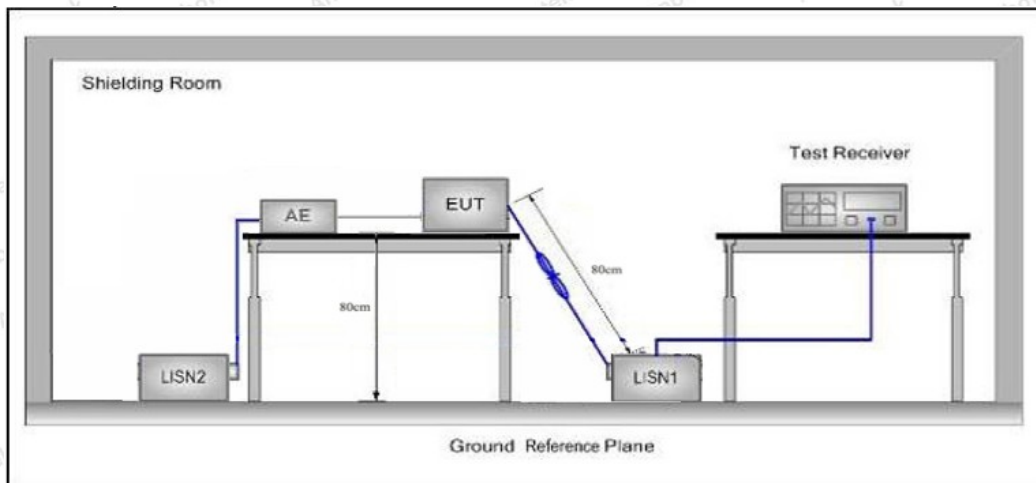 Shielding Room
Test Receiver
AE
EUT
80cm
80cm
LISN2
LISN1
Ground Reference Plane